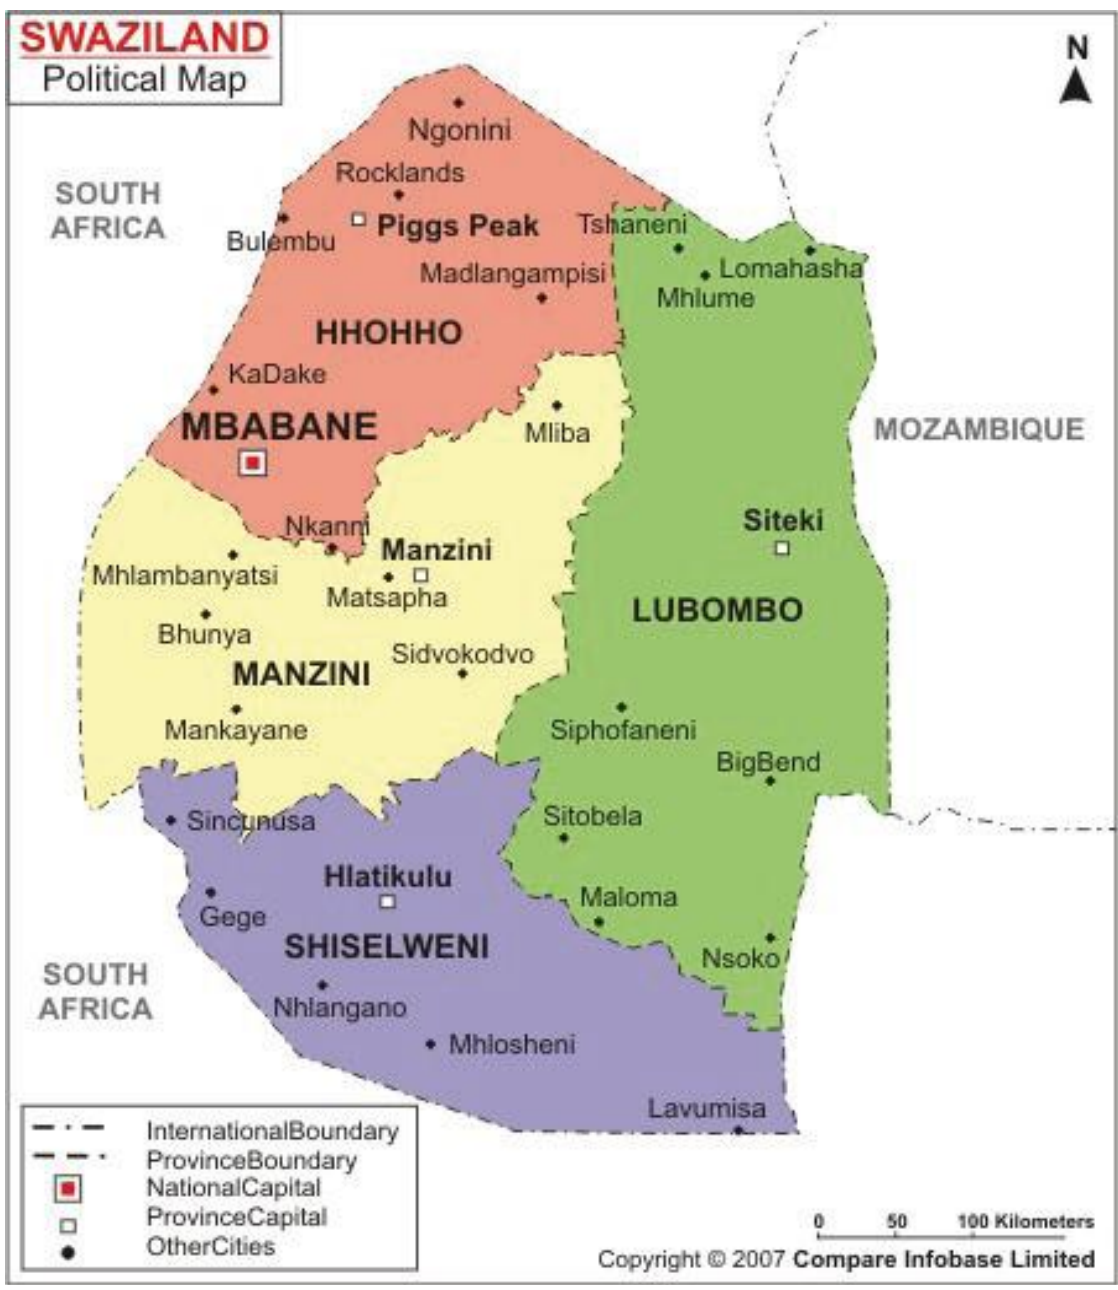 SWAZILAND
Political Map
N
Ngonini
Rocklands
SOUTH
AFRICA
Piggs Peak
Bulembu
Tshaneni
Lomahasha
Madlangampisi
Mhlume
HHOHHO
KaDake
MBABANE
Mliba
MOZAMBIQUE
Siteki
Nkanni
Manzini
Mhlambanyatsi
Matsapha
LUBOMBO
Bhunya
Sidvokodvo
MANZINI
Mankayane
Siphofaneni
BigBend
Sincunusa
Sitobela
Hlatikulu
Maloma
Gege
SHISELWENI
Nsoko
SOUTH
AFRICA
Nhlangano
Mhlosheni
Lavumisa
InternationalBoundary
ProvinceBoundary
NationalCapital
ProvinceCapital
OtherCities
0 50 100 Kilometers
Copyright © 2007 Compare Infobase Limited